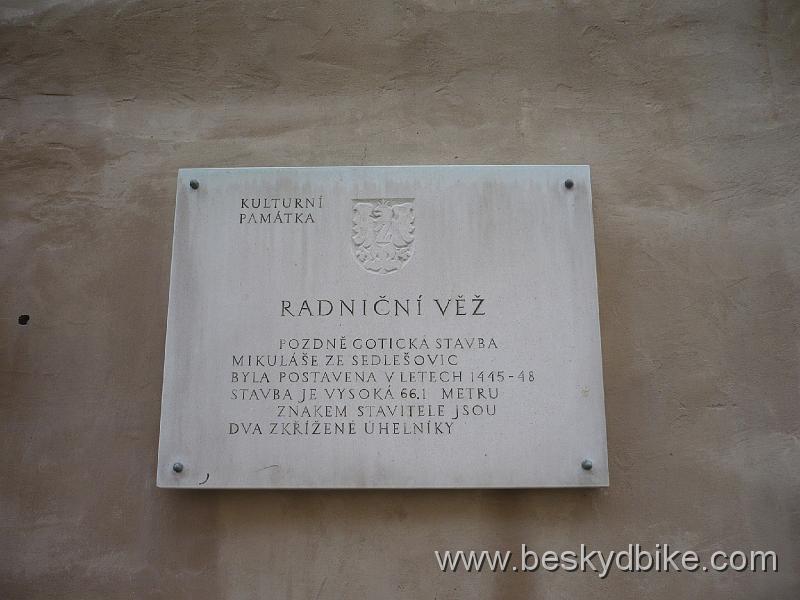 KULTURNÍ
PAMÁTKA
RADNIČNÍ VĚŽ
POZDNĚ GOTICKÁ STAVBA
MIKULÁŠE ZE SEDLEŠOVIC
BYLA POSTAVENA V LETECH 1445-48
STAVBA JE VYSOKÁ 66.1 METRU
ZNAKEM STAVITELE JSOU
DVA ZKŘÍŽENÉ ÚHELNÍKY
www.beskydbike.com